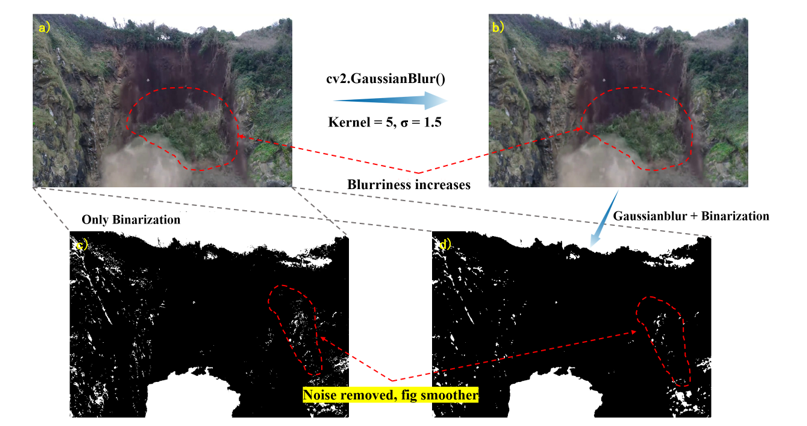 a)
b)
cv2.GaussianBlur()
Kernel = 5, σ = 1.5
Blurriness increases
Only Binarization
Gaussianblur + Binarization
c)
d)
Noise removed, fig smoother